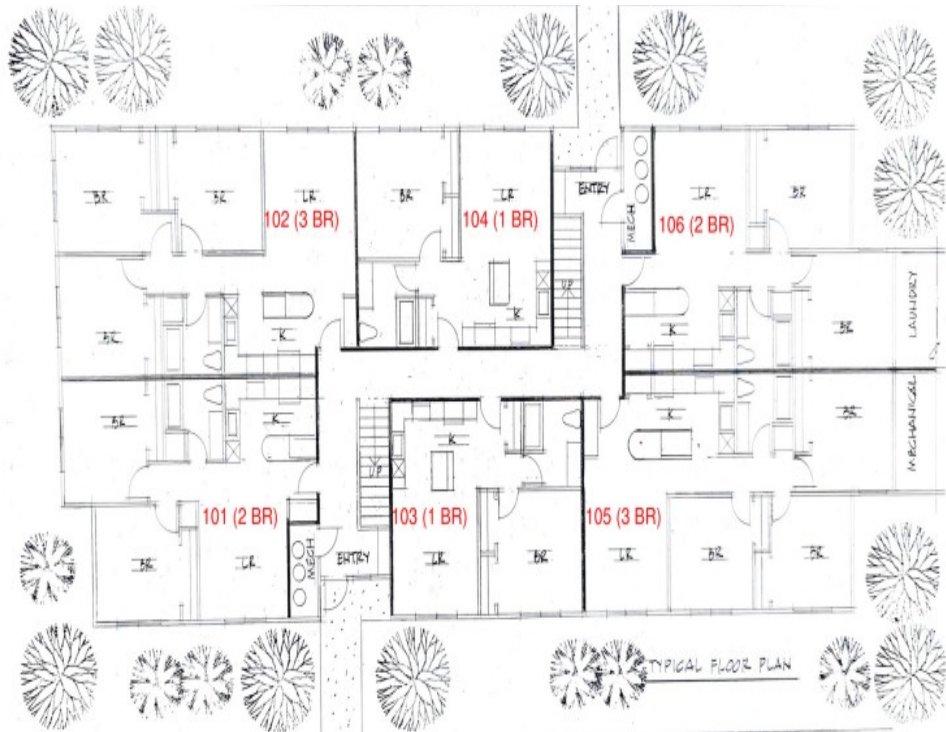 BR
BR
LR
BR
LR
ENTRY
MECH
LR
BR
102 (3 BR)
104 (1 BR)
106 (2 BR)
BR
K
K
UP
K
BR
LAUNDRY
BR
K
UP
K
K
BR
MECHANICAL
101 (2 BR)
103 (1 BR)
105 (3 BR)
BR
LR
MECH
ENTRY
LR
BR
LR
BR
BR
TYPICAL FLOOR PLAN